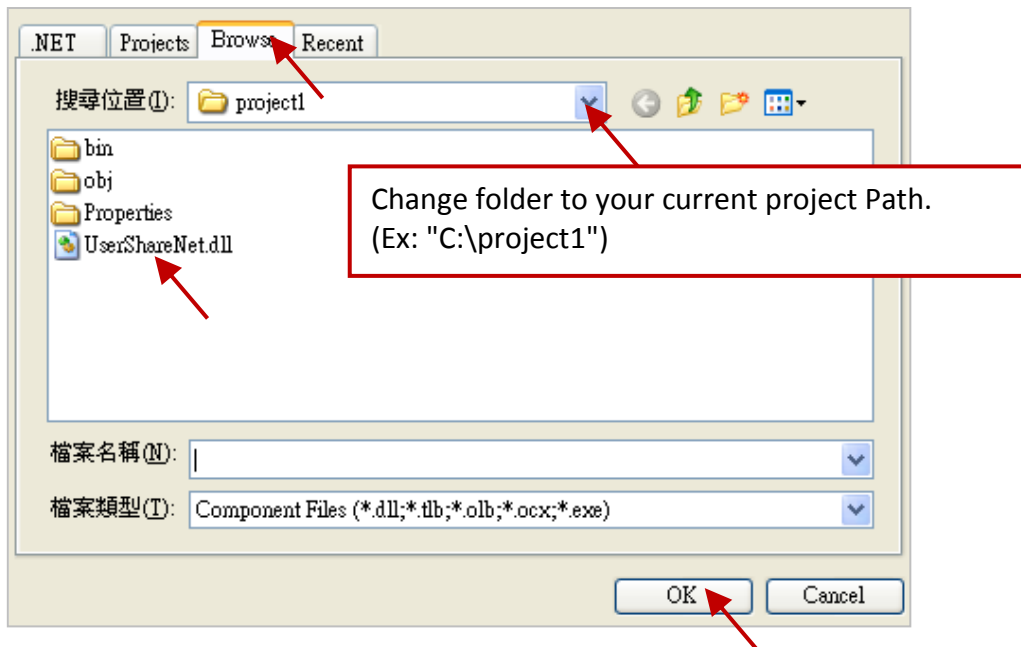 .NET Projects Browse Recent
搜尋位置(I): project1
bin
obj
Properties
UserShareNet.dll
Change folder to your current project Path.
(Ex: "C:\project1")
檔案名稱(N):
檔案類型(T): Component Files (*.dll;*.tlb;*.olb;*.ocx;*.exe)
OK Cancel